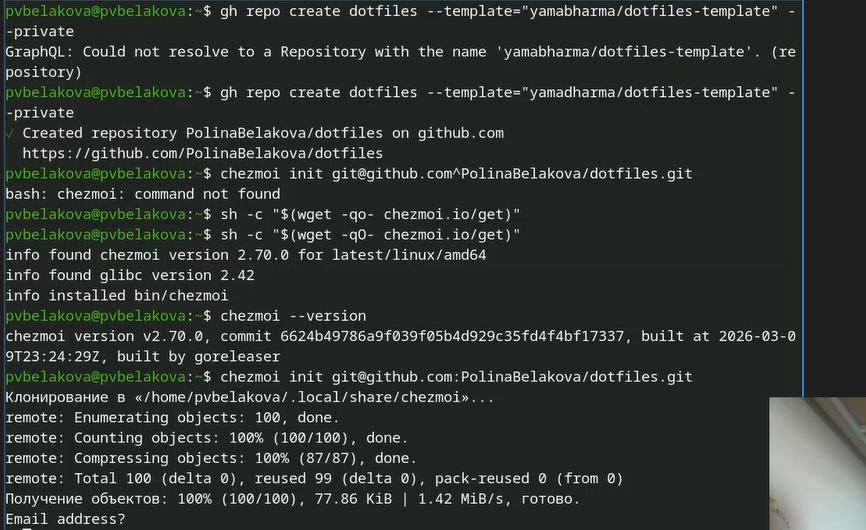 pvbelakova@pvbelakova:~$ gh repo create dotfiles --template="yamabharma/dotfiles-template" -
-private
GraphQL: Could not resolve to a Repository with the name 'yamabharma/dotfiles-template'. (re
pository)
pvbelakova@pvbelakova:~$ gh repo create dotfiles --template="yamadharma/dotfiles-template" -
-private
✓ Created repository PolinaBelakova/dotfiles on github.com
  https://github.com/PolinaBelakova/dotfiles
pvbelakova@pvbelakova:~$ chezmoi init git@github.com^PolinaBelakova/dotfiles.git
bash: chezmoi: command not found
pvbelakova@pvbelakova:~$ sh -c "$(wget -qo- chezmoi.io/get)"
pvbelakova@pvbelakova:~$ sh -c "$(wget -qO- chezmoi.io/get)"
info found chezmoi version 2.70.0 for latest/linux/amd64
info found glibc version 2.42
info installed bin/chezmoi
pvbelakova@pvbelakova:~$ chezmoi --version
chezmoi version v2.70.0, commit 6624b49786a9f039f05b4d929c35fd4f4bf17337, built at 2026-03-0
9T23:24:29Z, built by goreleaser
pvbelakova@pvbelakova:~$ chezmoi init git@github.com:PolinaBelakova/dotfiles.git
Клонирование в «/home/pvbelakova/.local/share/chezmoi»...
remote: Enumerating objects: 100, done.
remote: Counting objects: 100% (100/100), done.
remote: Compressing objects: 100% (87/87), done.
remote: Total 100 (delta 0), reused 99 (delta 0), pack-reused 0 (from 0)
Получение объектов: 100% (100/100), 77.86 KiB | 1.42 MiB/s, готово.
Email address?